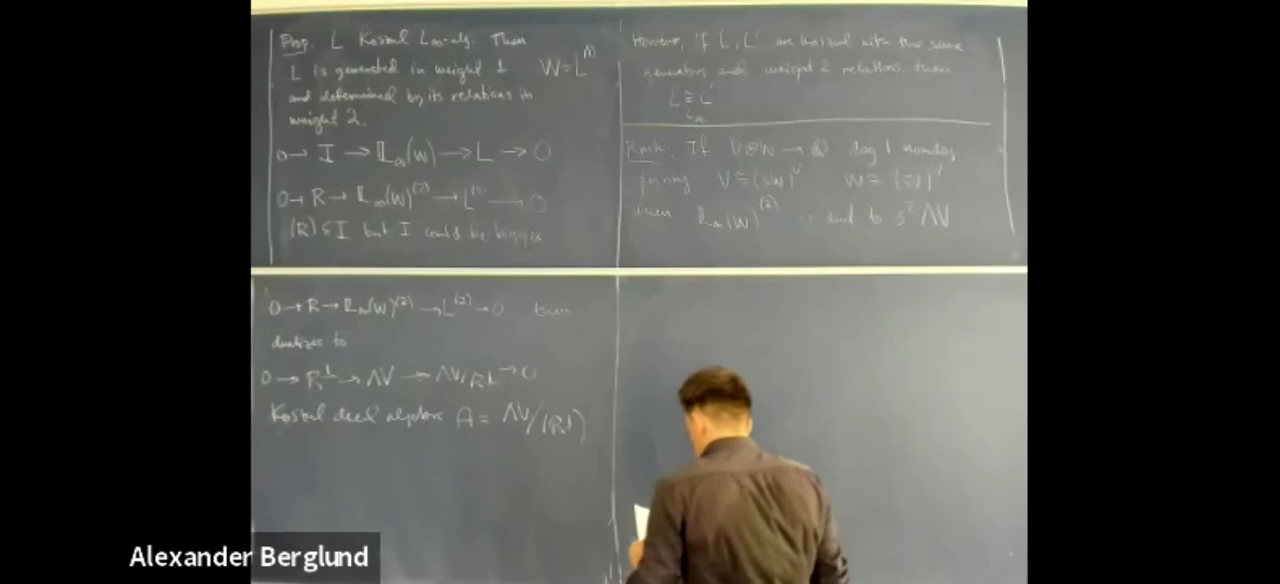 Prop. L Koszul L∞-alg. Then
L is generated in weight 1 W = L^(1)
and determined by its relations in
weight 2.
0 → I → 𝕃∞(W) → L → 0
0 → R → 𝕃∞(W)^(2) → L^(2) → 0
(R) ⊆ I but I could be bigger
However, if L, L' are Koszul with the same
generators and weight 2 relations then
L ≅ L'
Rmk: If V⊗W → Q deg 1 nondeg
pairing V ≅ (sW)^∨ W ≅
then 𝕃∞(W)^(2) is dual to ΛV
0 → R → 𝕃∞(W)^(2) → L^(2) → 0 then
dualizes to
0 → R^⊥ → ΛV → ΛV/R^⊥ → 0
Koszul dual algebra A = ΛV/(R^⊥)
Alexander Berglund